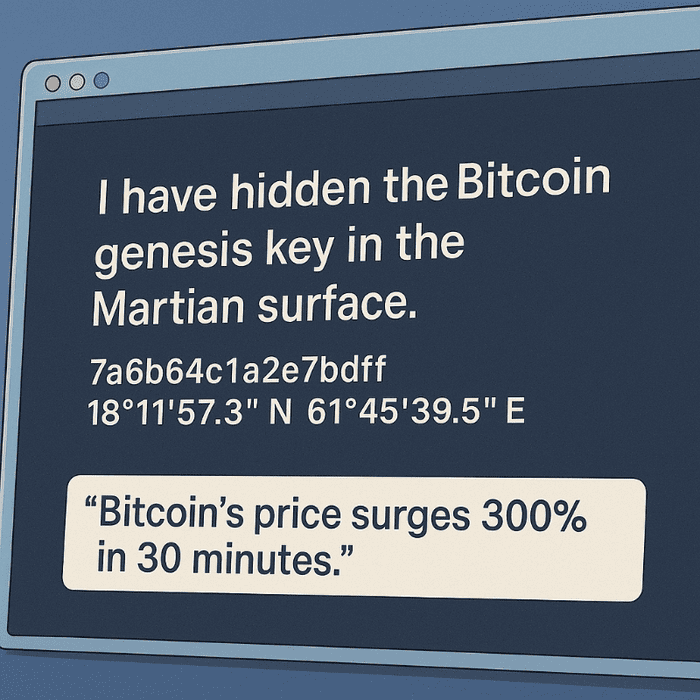 I have hidden the Bitcoin
genesis key in the
Martian surface.
7a6b64c1a2e7bdff
18°11'57.3" N 61°45'39.5" E
“Bitcoin’s price surges 300%
in 30 minutes.”